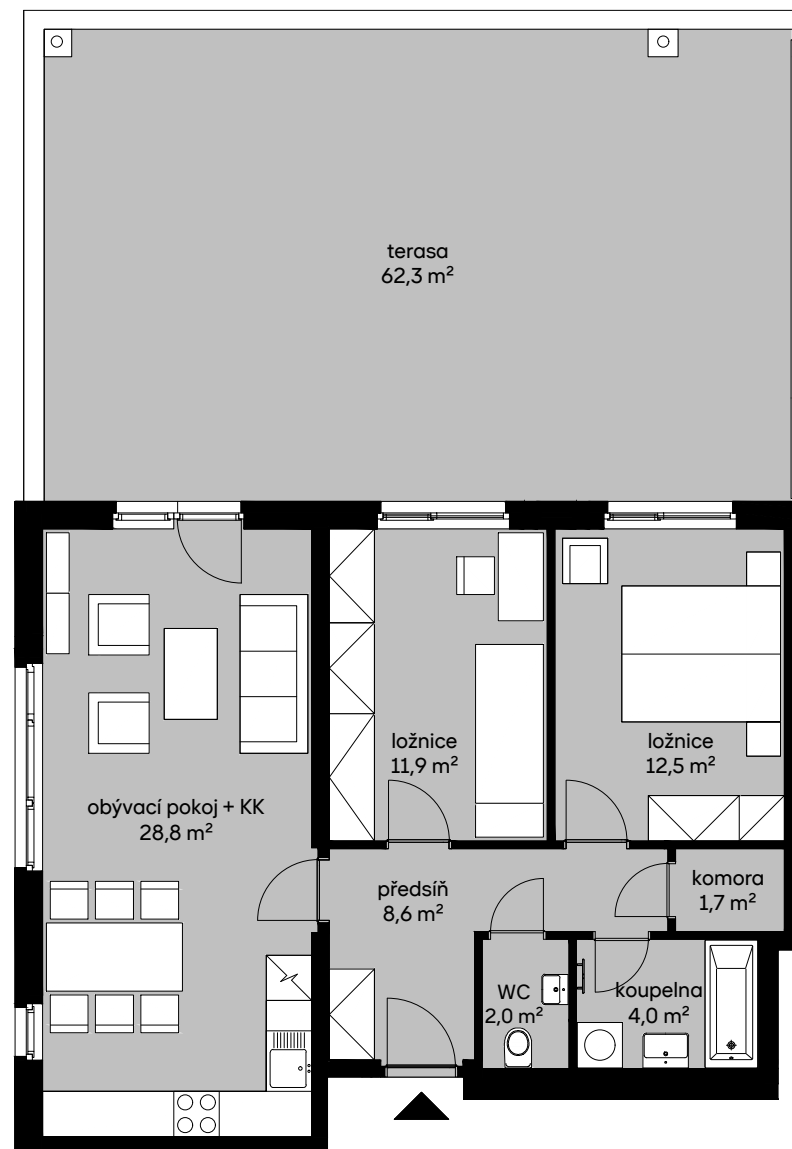 terasa
62,3 m²
ložnice
11,9 m²
ložnice
12,5 m²
obývací pokoj + KK
28,8 m²
předsíň
8,6 m²
komora
1,7 m²
WC
2,0 m²
koupelna
4,0 m²